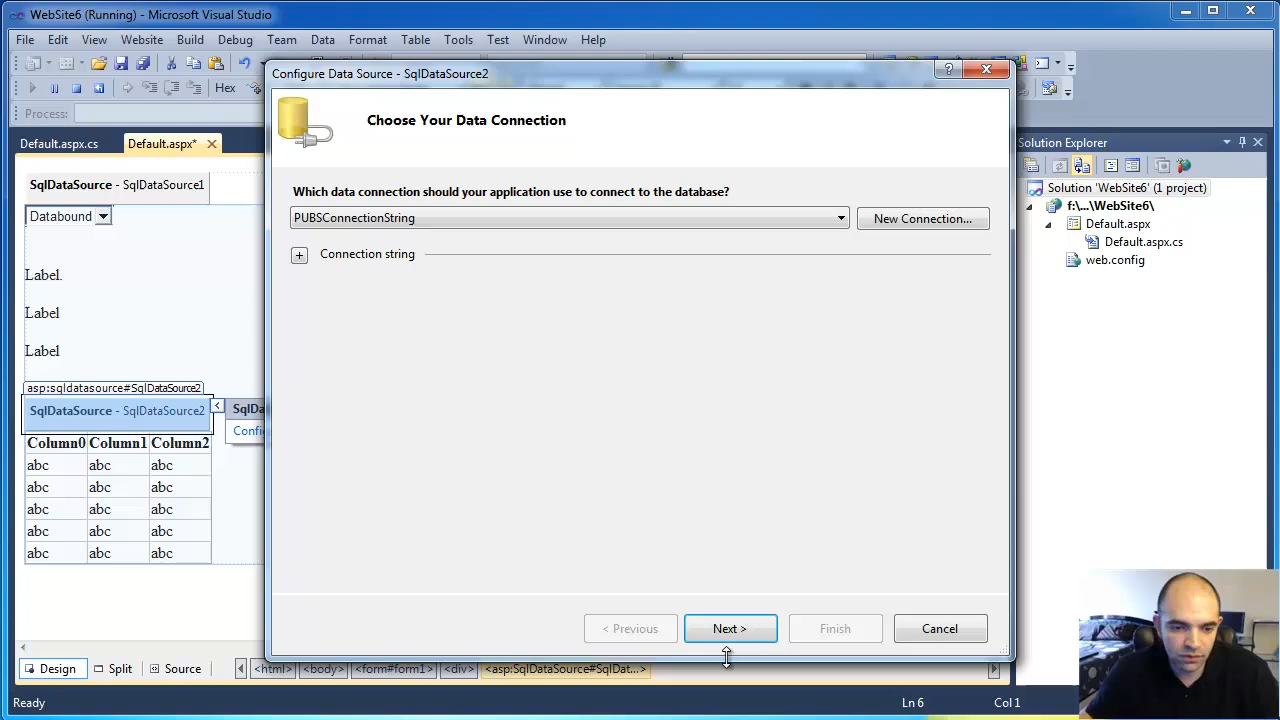 WebSite6 (Running) - Microsoft Visual Studio
File Edit View Website Build Debug Team Data Format Table Tools Test Window Help
Hex
Process:
Default.aspx.cs Default.aspx*
SqlDataSource - SqlDataSource1
Databound
Label.
Label
Label
asp:sqldatasource#SqlDataSource2
SqlDataSource - SqlDataSource2
SqlDa
Confi
Column0 Column1 Column2
abc abc abc
abc abc abc
abc abc abc
abc abc abc
abc abc abc
Configure Data Source - SqlDataSource2
Choose Your Data Connection
Which data connection should your application use to connect to the database?
PUBSConnectionString New Connection...
+ Connection string
< Previous Next > Finish Cancel
Solution Explorer
Solution 'WebSite6' (1 project)
f:\...\WebSite6\
Default.aspx
Default.aspx.cs
web.config
Design Split Source <html> <body> <form#form1> <div> <asp:SqlDataSource#SqlDat...>
Ready Ln 6 Col 1